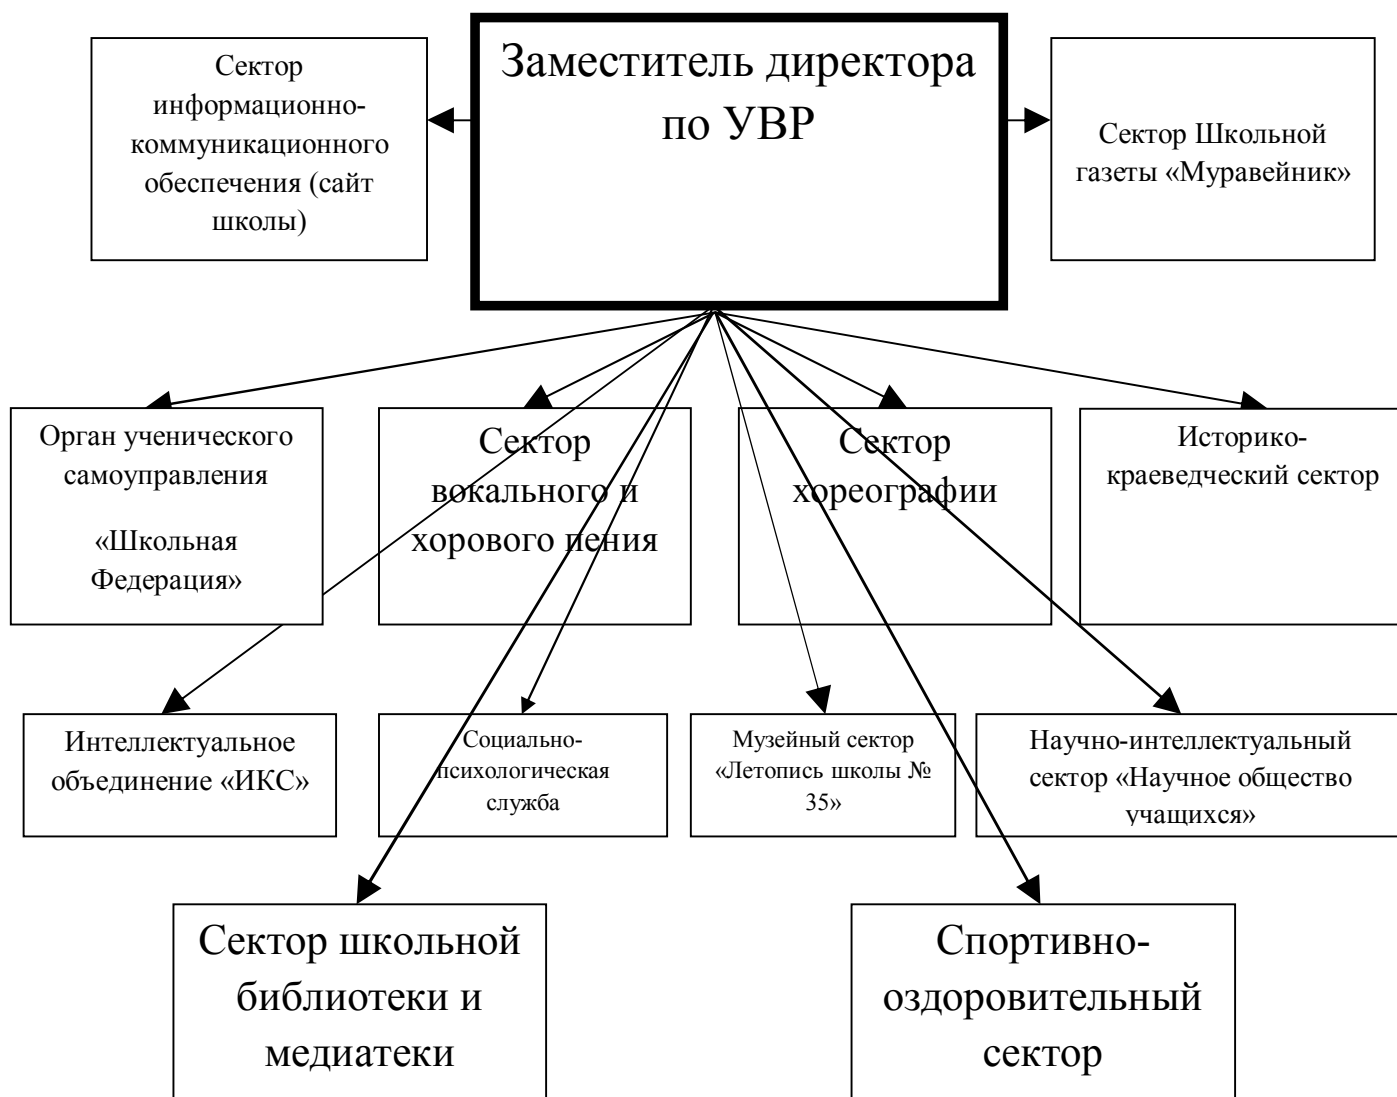 Заместитель директора
по УВР
Сектор
информационно-
коммуникационного
обеспечения (сайт
школы)
Сектор Школьной
газеты «Муравейник»
Орган ученического
самоуправления
«Школьная
Федерация»
Сектор
вокального и
хорового пения
Сектор
хореографии
Историко-
краеведческий сектор
Интеллектуальное
объединение «ИКС»
Социально-
психологическая
служба
Музейный сектор
«Летопись школы №
35»
Научно-интеллектуальный
сектор «Научное общество
учащихся»
Сектор школьной
библиотеки и
медиатеки
Спортивно-
оздоровительный
сектор